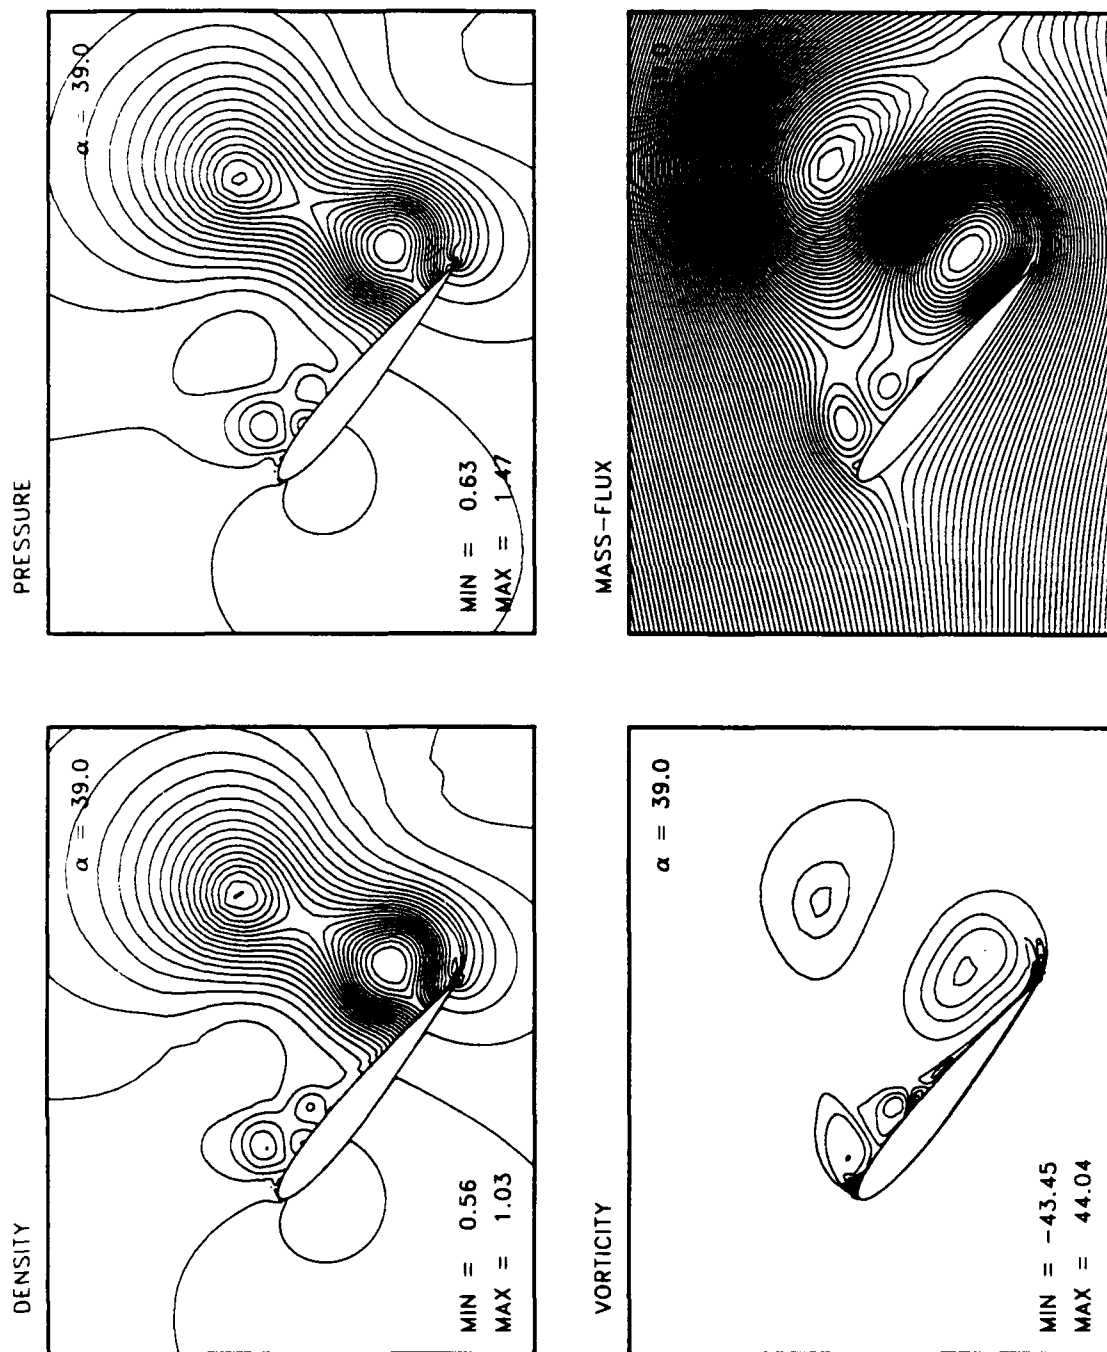 DENSITY
α = 39.0
MIN = 0.56
MAX = 1.03
PRESSURE
α = 39.0
MIN = 0.63
MAX = 1.47
VORTICITY
α = 39.0
MIN = -43.45
MAX = 44.04
MASS-FLUX